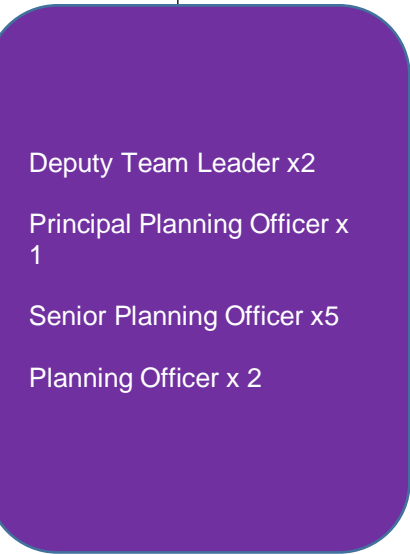 Deputy Team Leader x2
Principal Planning Officer x
1
Senior Planning Officer x5
Planning Officer x 2